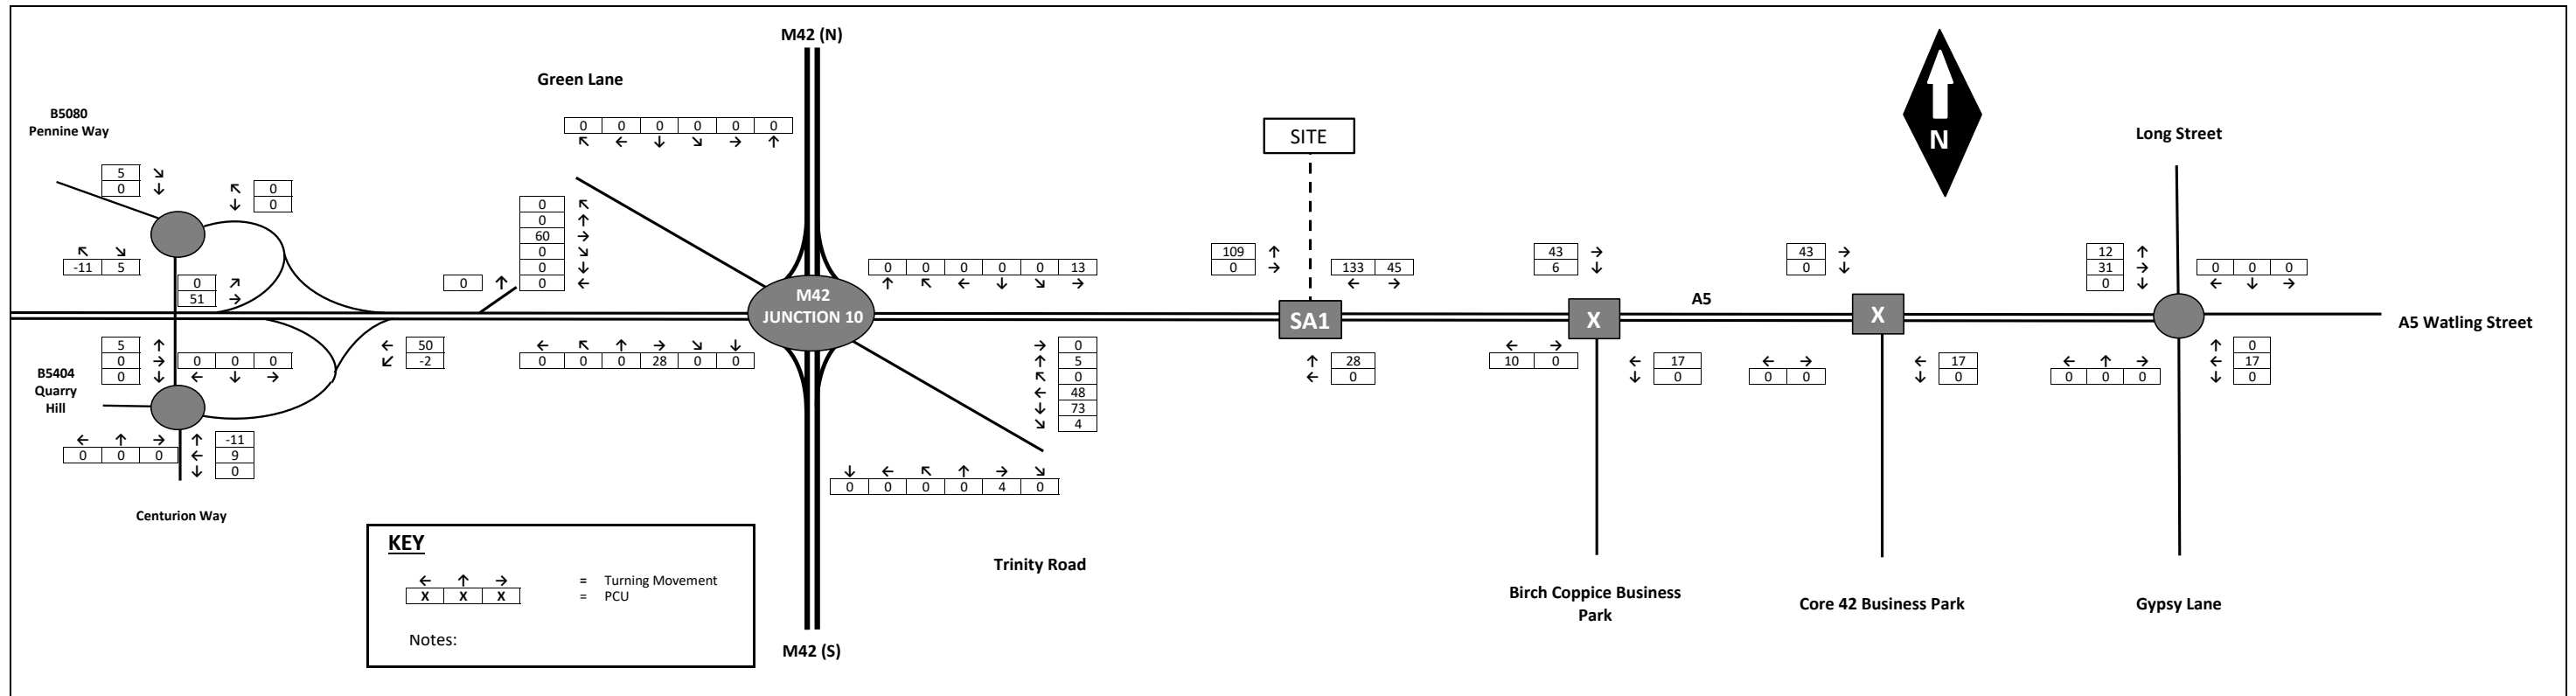 M42 (N)
Green Lane
B5080
Pennine Way
Long Street
SITE
N
0 0 0 0 0 0
↖ ← ↓ ↘ → ↑
5 ↘
0 ↓
↖ 0
↓ 0
↖ ↘
-11 5
0 ↗
51 →
0 ↑
0 ↖
0 ↑
60 →
0 ↘
0 ↓
0 ←
M42
JUNCTION 10
0 0 0 0 0 13
↑ ↖ ← ↓ ↘ →
109 ↑
0 →
133 45
← →
SA1
43 →
6 ↓
X
A5
43 →
0 ↓
X
12 ↑
31 →
0 ↓
0 0 0
← ↓ →
A5 Watling Street
5 ↑
0 →
0 ↓
0 0 0
← ↓ →
← 50
↙ -2
← ↖ ↑ → ↘ ↓
0 0 0 28 0 0
→ 0
↑ 5
↖ 0
← 48
↓ 73
↘ 4
↑ 28
← 0
← →
10 0
← 17
↓ 0
← →
0 0
← 17
↓ 0
← ↑ →
0 0 0
↑ 0
← 17
↓ 0
B5404
Quarry
Hill
← ↑ →
0 0 0
↑ -11
← 9
↓ 0
↓ ← ↖ ↑ → ↘
0 0 0 0 4 0
Centurion Way
Trinity Road
Birch Coppice Business
Park
Core 42 Business Park
Gypsy Lane
M42 (S)
KEY
← ↑ → = Turning Movement
X X X = PCU
Notes: